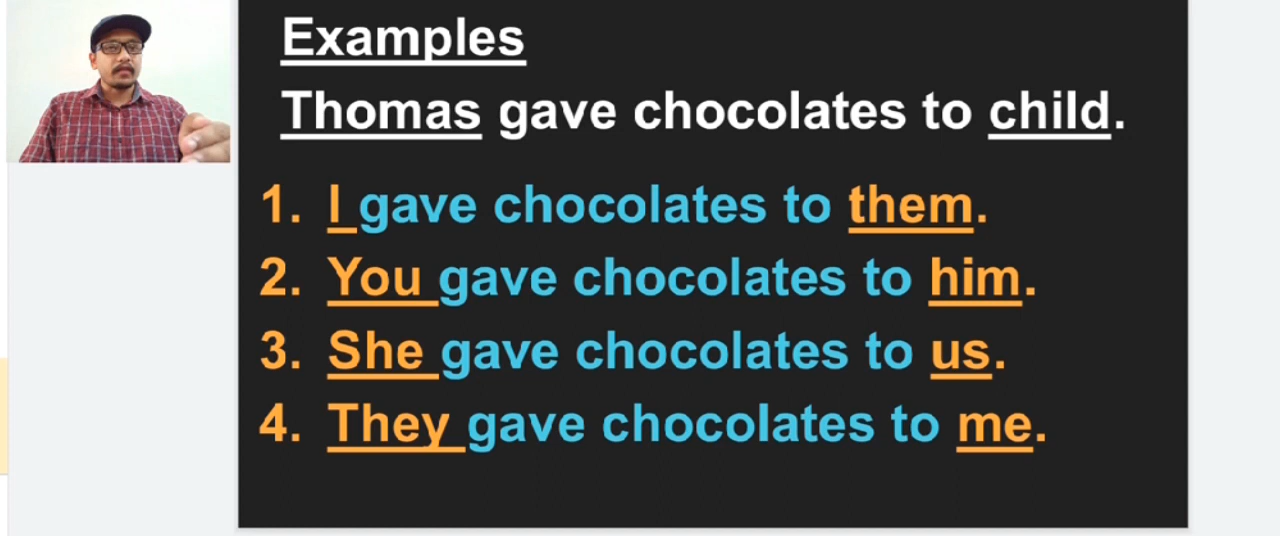 Examples
Thomas gave chocolates to child.
1. I gave chocolates to them.
2. You gave chocolates to him.
3. She gave chocolates to us.
4. They gave chocolates to me.